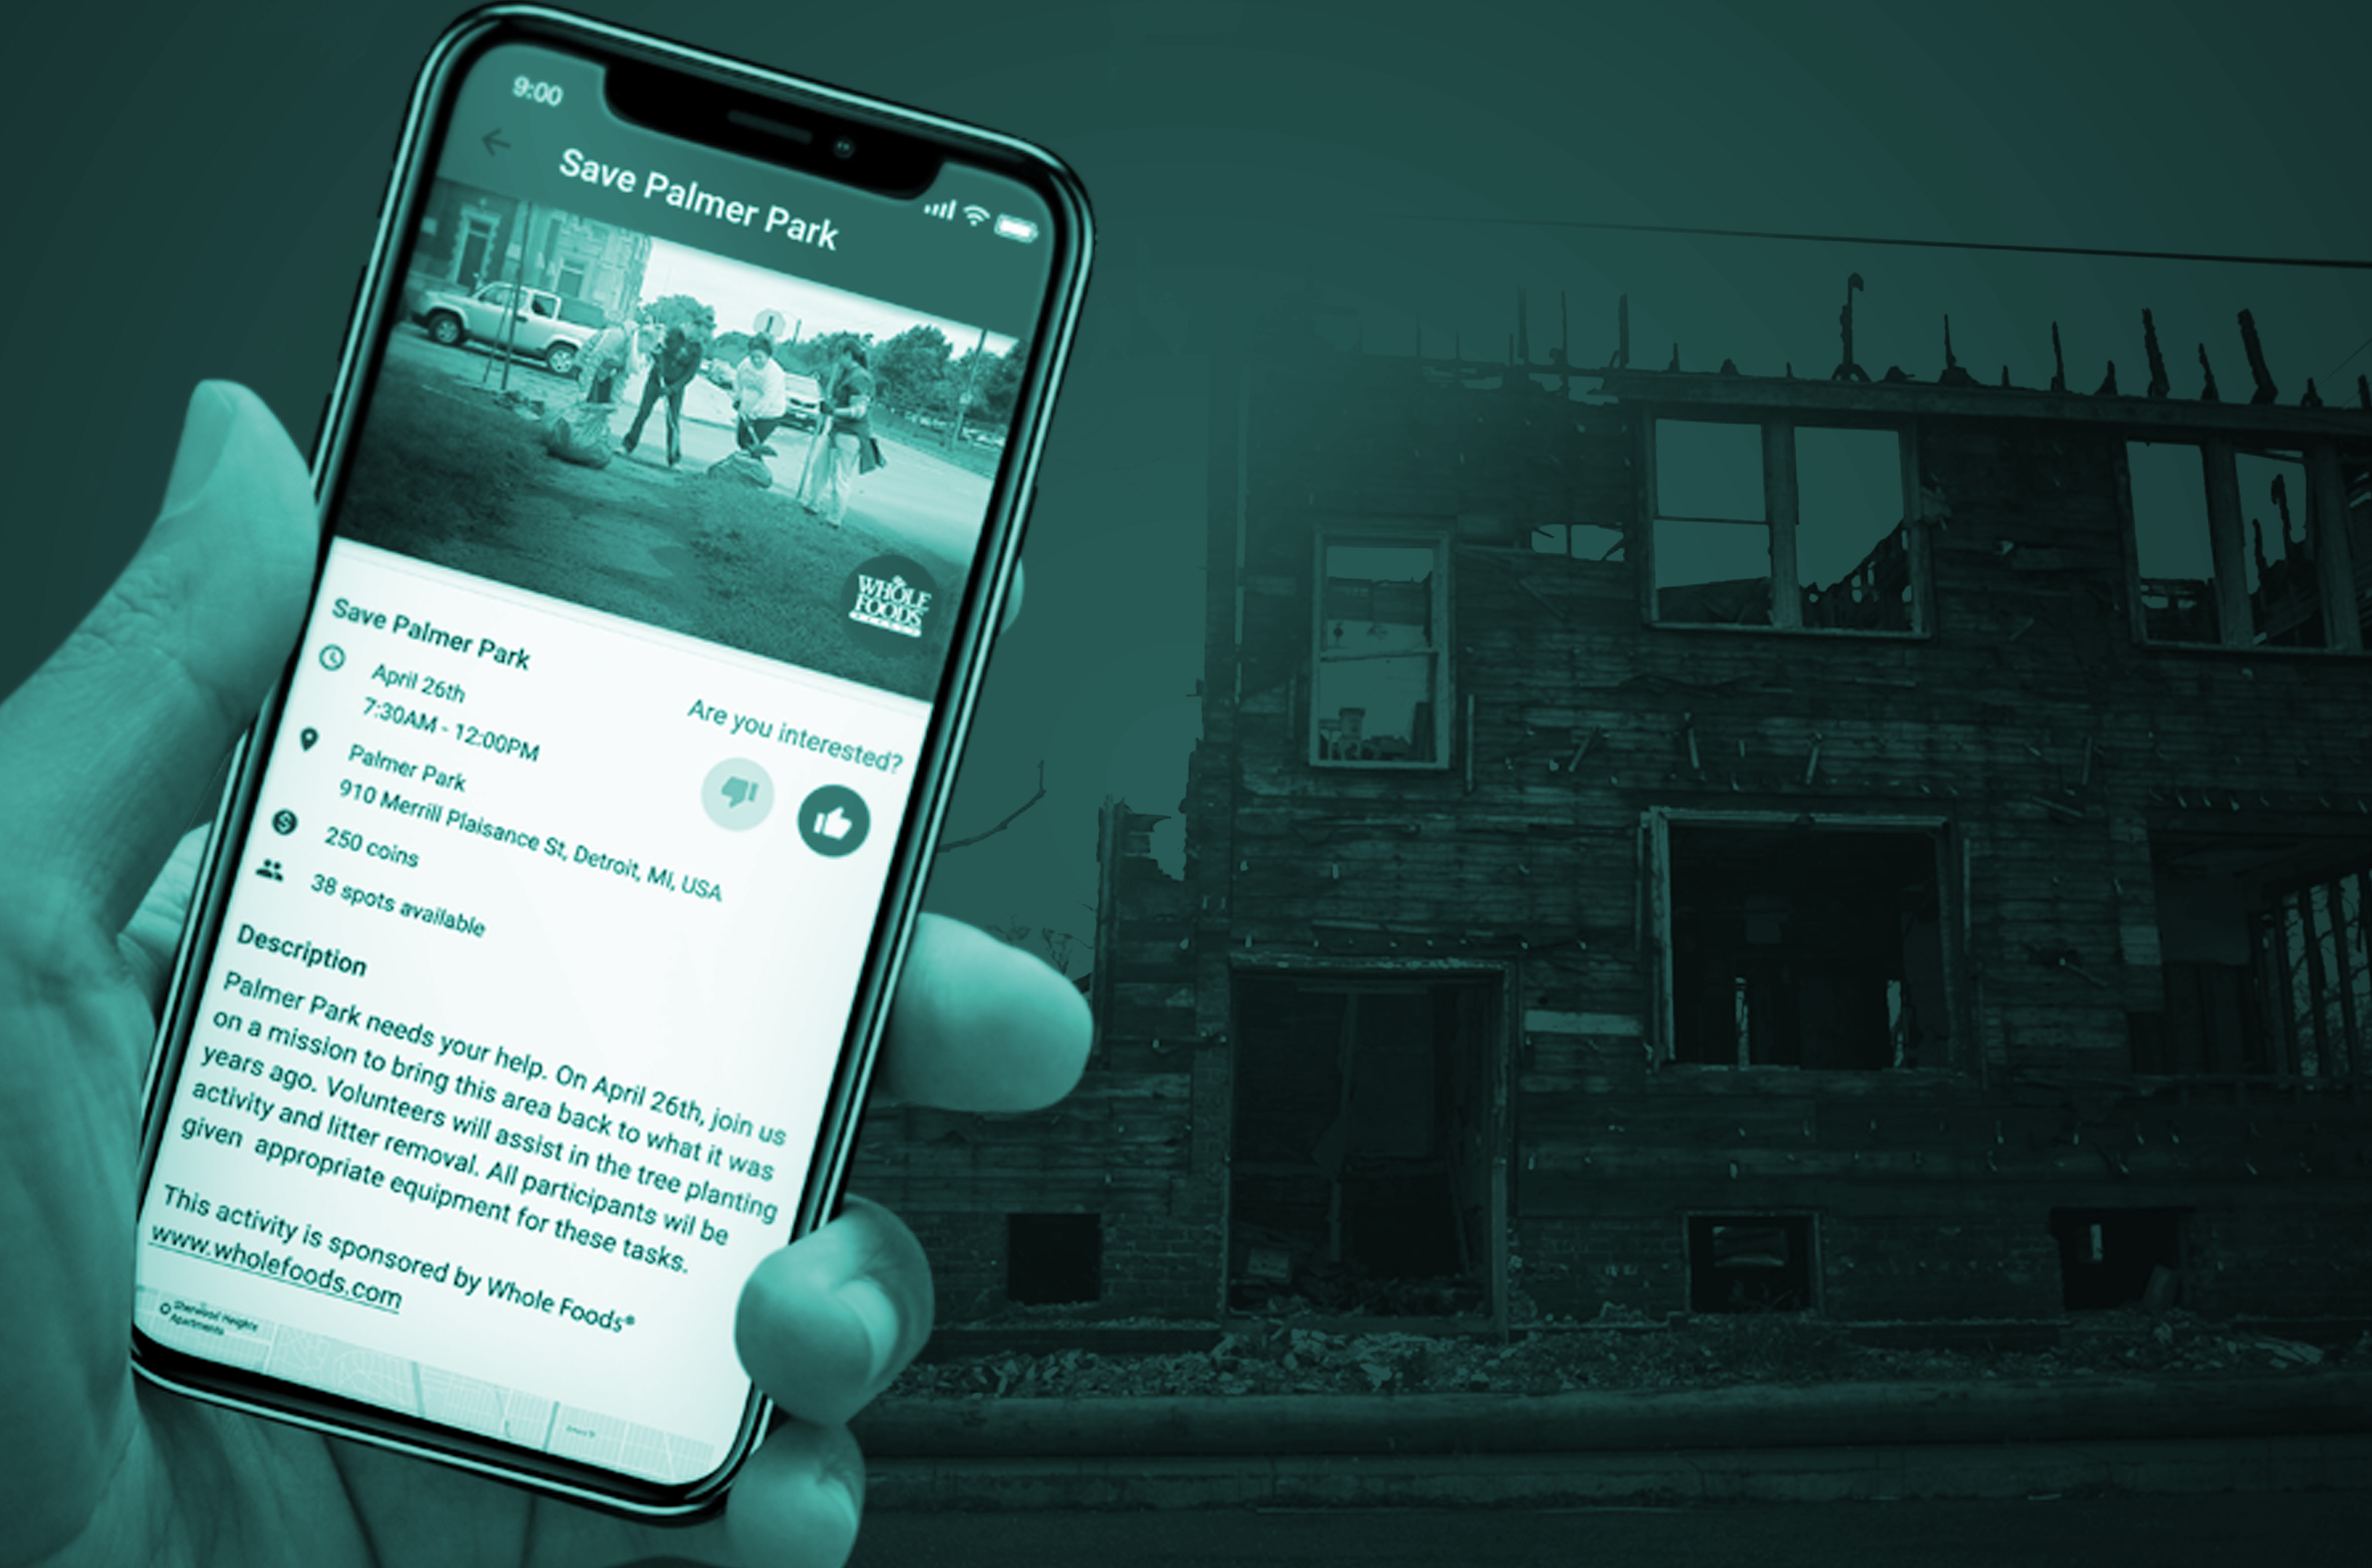 9:00
Save Palmer Park
WHOLE
FOODS
MARKET
Save Palmer Park
April 26th
7:30AM - 12:00PM
Are you interested?
Palmer Park
910 Merrill Plaisance St, Detroit, MI, USA
250 coins
38 spots available
Description
Palmer Park needs your help. On April 26th, join us
on a mission to bring this area back to what it was
years ago. Volunteers will assist in the tree planting
activity and litter removal. All participants wil be
given  appropriate equipment for these tasks.
This activity is sponsored by Whole Foods®
www.wholefoods.com
Sherwood Heights
Apartments